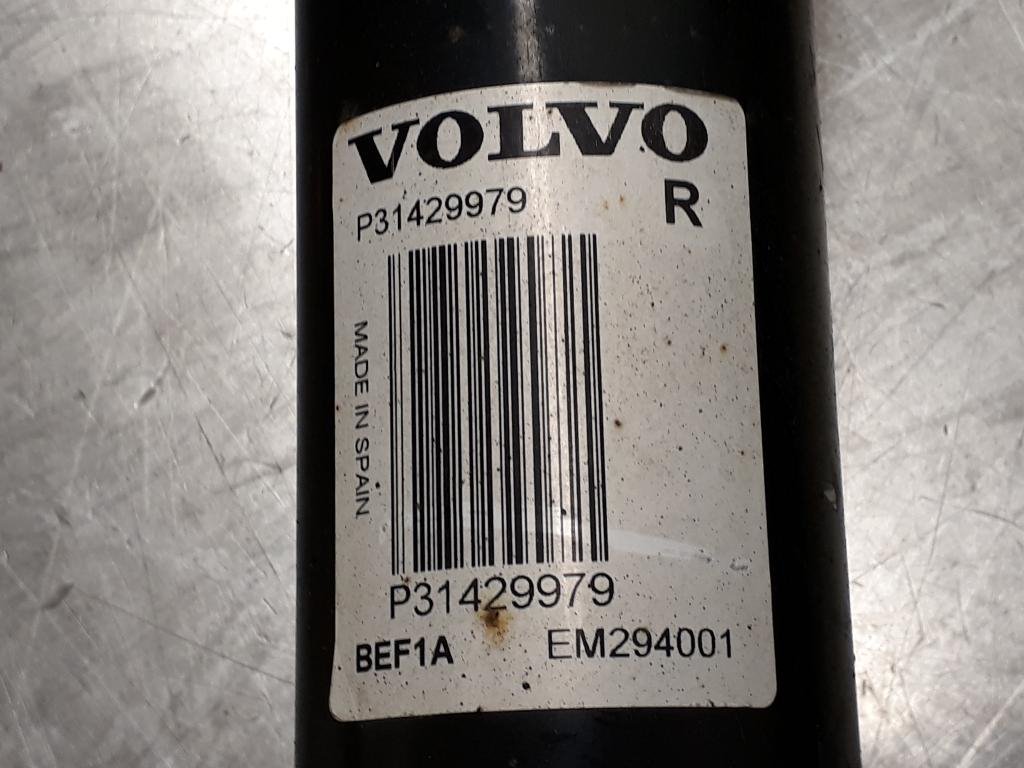 VOLVO
P31429979
R
MADE IN SPAIN
P31429979
BEF1A EM294001